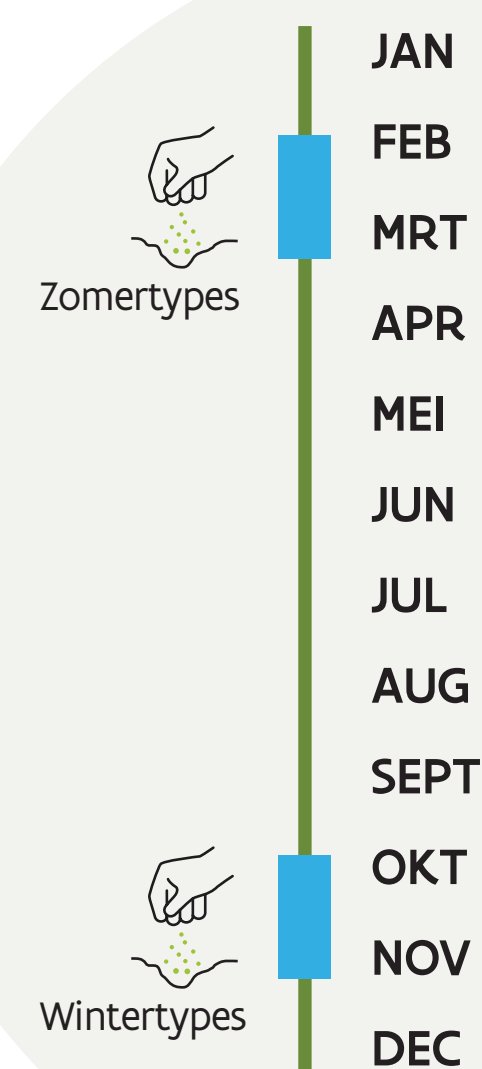 JAN
FEB
MRT
Zomertypes
APR
MEI
JUN
JUL
AUG
SEPT
OKT
NOV
Wintertypes
DEC